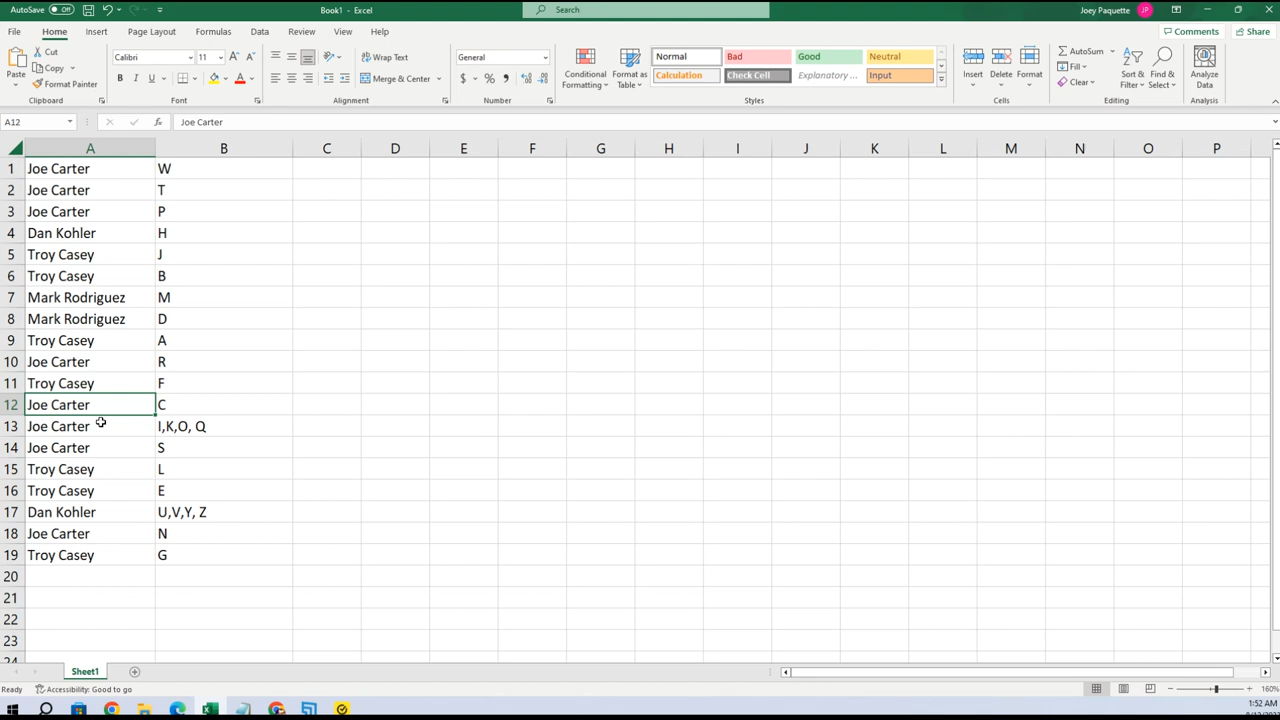 AutoSave Off Book1 - Excel Search Joey Paquette JP
File Home Insert Page Layout Formulas Data Review View Help Comments Share
Paste Cut Copy Format Painter Clipboard
Calibri 11 A A B I U A Font
Wrap Text Merge & Center Alignment
General $ % Number
Conditional Formatting Format as Table
Normal Bad Good Neutral
Calculation Check Cell Explanatory ... Input
Styles
Insert Delete Format Cells
AutoSum Fill Clear Sort & Filter Find & Select Editing
Analyze Data Analysis
A12 fx Joe Carter
A B C D E F G H I J K L M N O P
1 Joe Carter W
2 Joe Carter T
3 Joe Carter P
4 Dan Kohler H
5 Troy Casey J
6 Troy Casey B
7 Mark Rodriguez M
8 Mark Rodriguez D
9 Troy Casey A
10 Joe Carter R
11 Troy Casey F
12 Joe Carter C
13 Joe Carter I,K,O, Q
14 Joe Carter S
15 Troy Casey L
16 Troy Casey E
17 Dan Kohler U,V,Y, Z
18 Joe Carter N
19 Troy Casey G
20
21
22
23
24
Sheet1
Ready Accessibility: Good to go 160%
1:52 AM